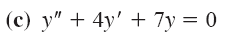 (c) y″ + 4y′ + 7y = 0